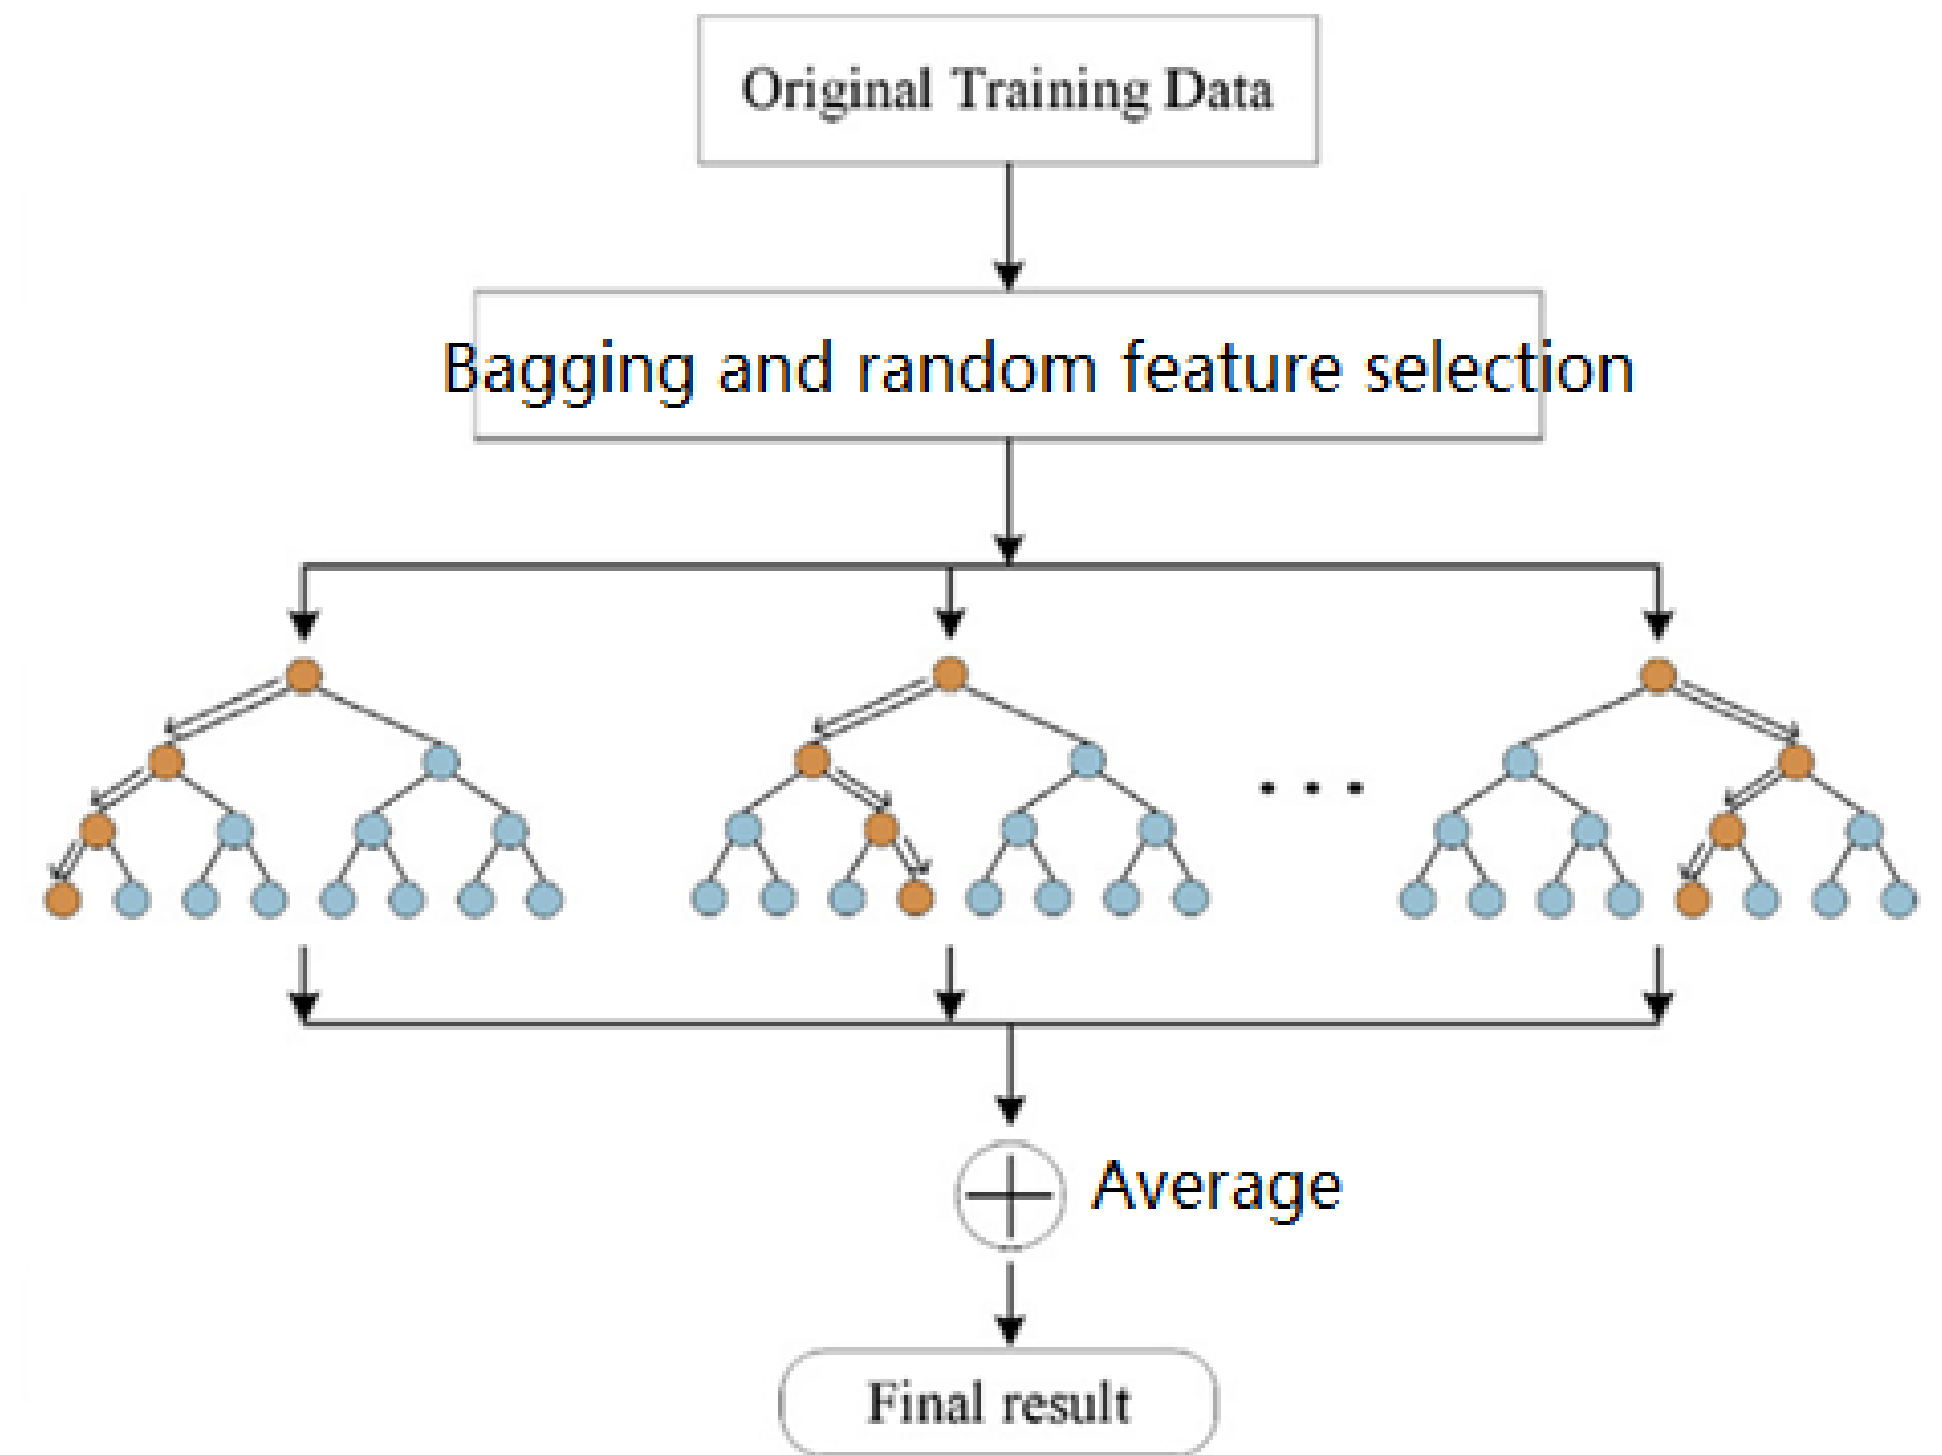 Original Training Data
Bagging and random feature selection
Average
Final result